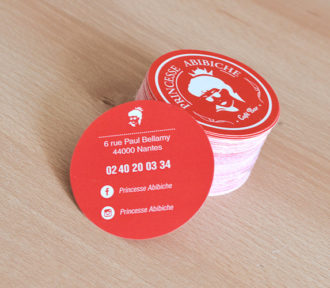 PRINCESSE ABIBICHE
Café Bar
6 rue Paul Bellamy
44000 Nantes
02 40 20 03 34
Princesse Abibiche
Princesse Abibiche